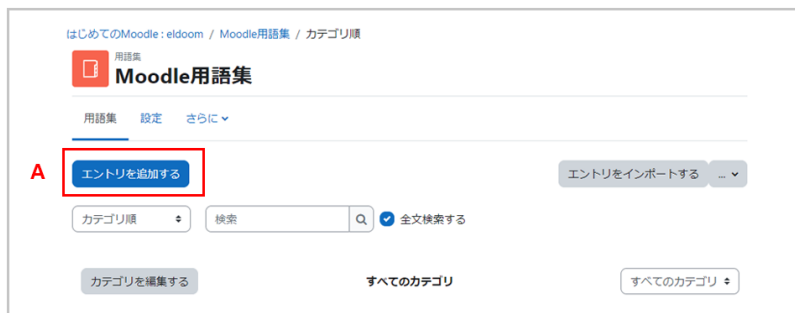 はじめてのMoodle : eldoom / Moodle用語集 / カテゴリ順
用語集
Moodle用語集
用語集 設定 さらに
A エントリを追加する エントリをインポートする ...
カテゴリ順 検索 全文検索する
カテゴリを編集する すべてのカテゴリ すべてのカテゴリ